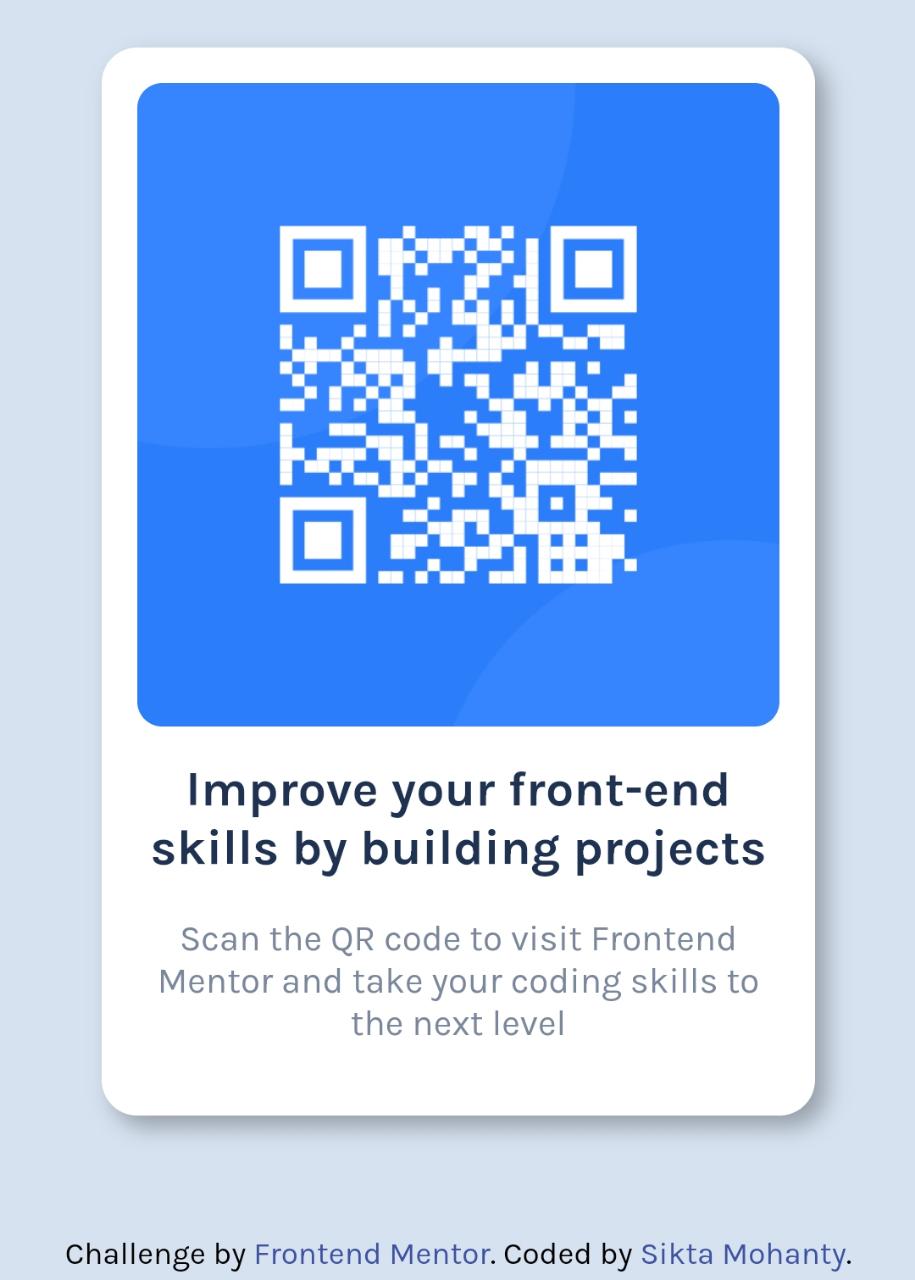 Improve your front-end
skills by building projects
Scan the QR code to visit Frontend
Mentor and take your coding skills to
the next level
Challenge by Frontend Mentor. Coded by Sikta Mohanty.